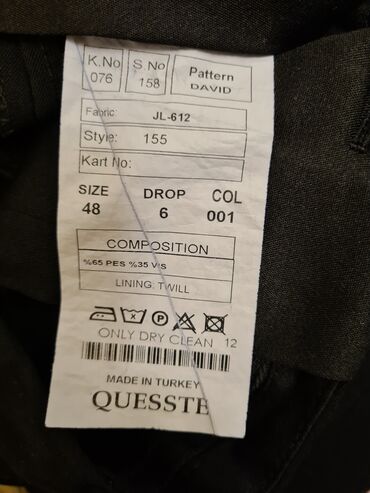 K.No 076
S No 158
Pattern DAVID
Fabric: JL-612
Style: 155
Kart No:
SIZE DROP COL
48 6 001
COMPOSITION
%65 PES %35 VİS
LINING: TWILL
P
ONLY DRY CLEAN 12
MADE IN TURKEY
QUESSTE